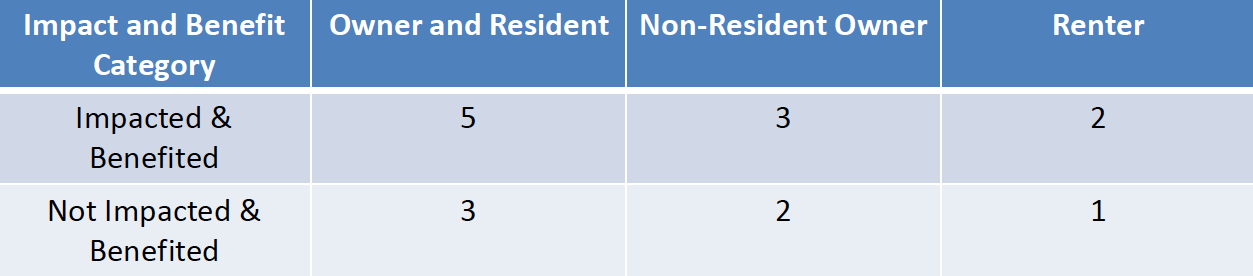 Impact and Benefit Category
Owner and Resident
Non-Resident Owner
Renter
Impacted &
Benefited
5
3
2
Not Impacted &
Benefited
3
2
1